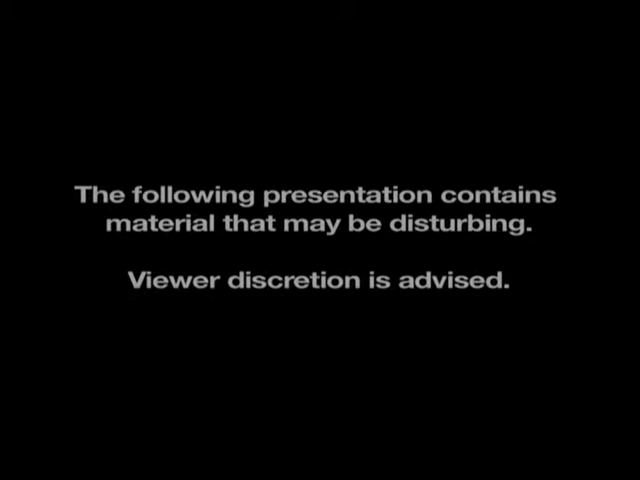 The following presentation contains
material that may be disturbing.
Viewer discretion is advised.